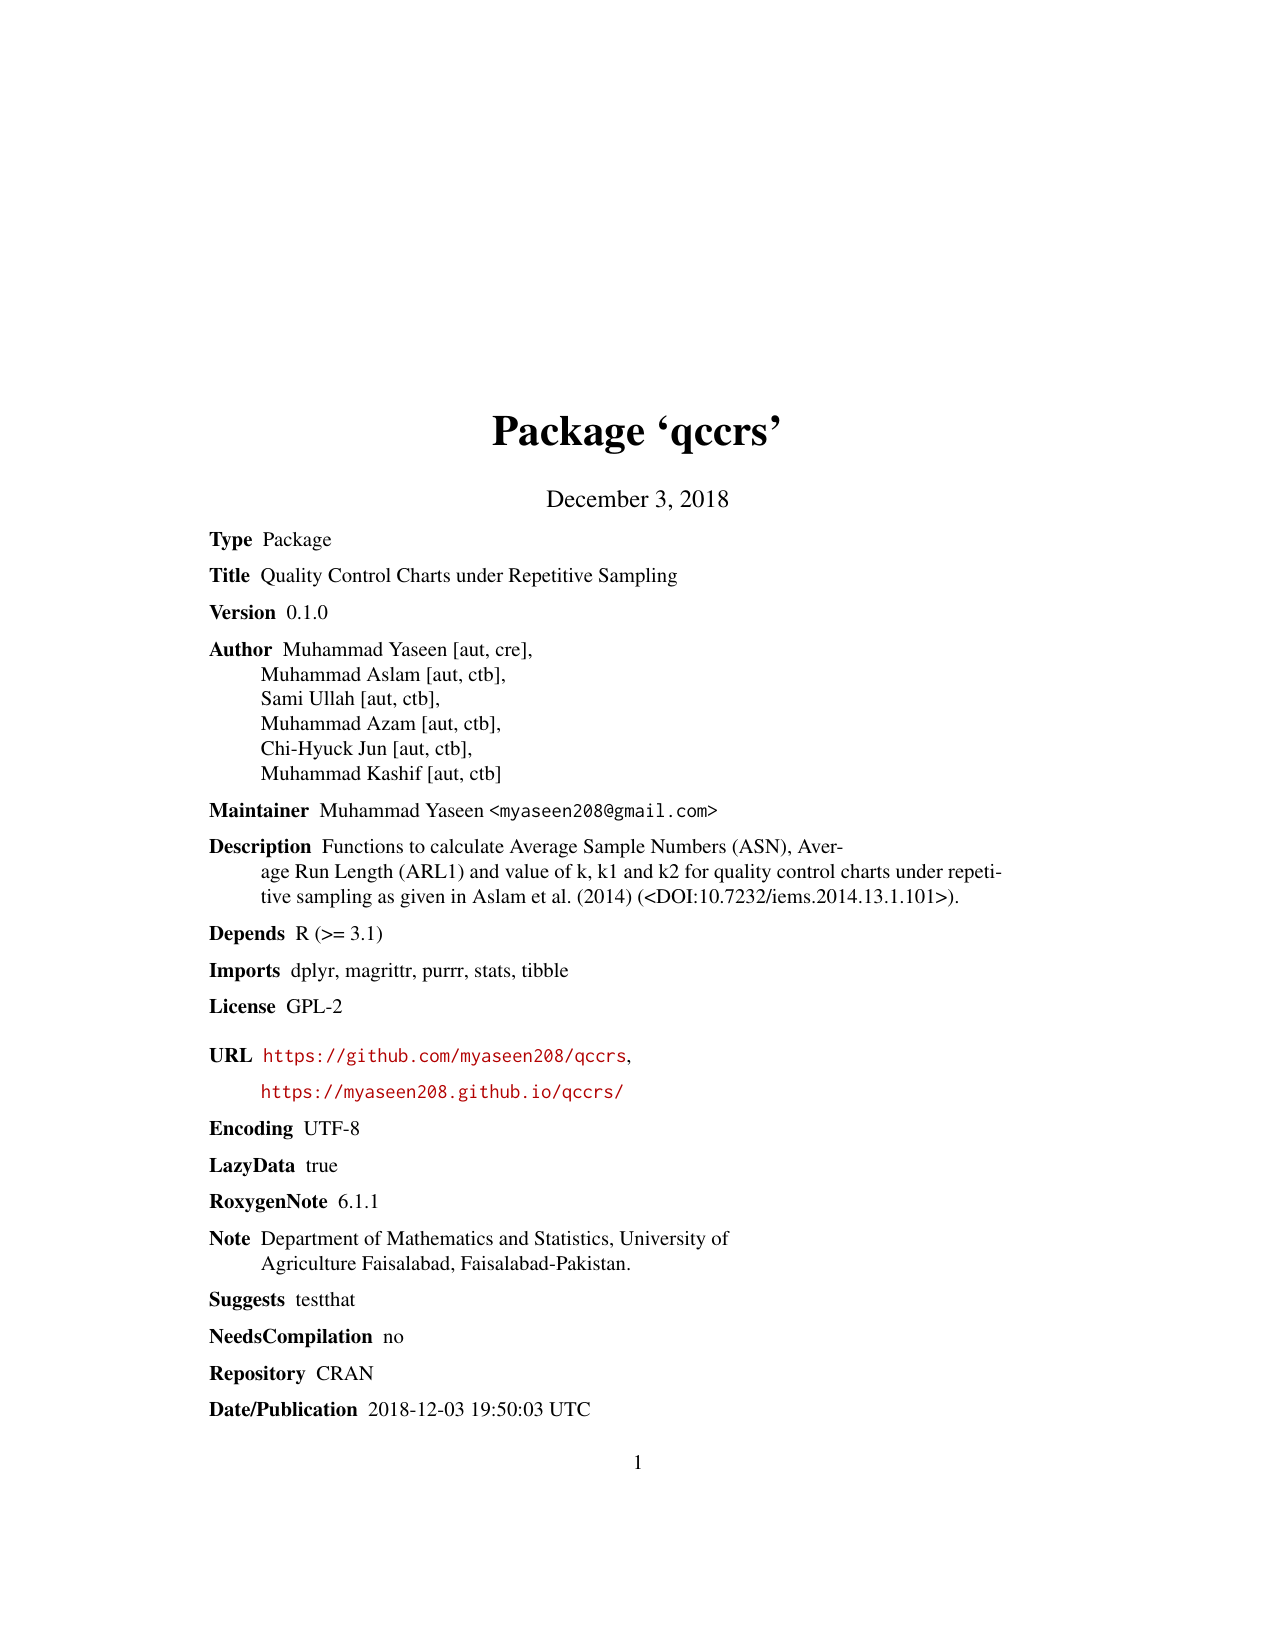 Package ‘qccrs’
December 3, 2018
Type Package
Title Quality Control Charts under Repetitive Sampling
Version 0.1.0
Author Muhammad Yaseen [aut, cre],
Muhammad Aslam [aut, ctb],
Sami Ullah [aut, ctb],
Muhammad Azam [aut, ctb],
Chi-Hyuck Jun [aut, ctb],
Muhammad Kashif [aut, ctb]
Maintainer Muhammad Yaseen <myaseen208@gmail.com>
Description Functions to calculate Average Sample Numbers (ASN), Aver-
age Run Length (ARL1) and value of k, k1 and k2 for quality control charts under repeti-
tive sampling as given in Aslam et al. (2014) (<DOI:10.7232/iems.2014.13.1.101>).
Depends R (>= 3.1)
Imports dplyr, magrittr, purrr, stats, tibble
License GPL-2
URL https://github.com/myaseen208/qccrs,
https://myaseen208.github.io/qccrs/
Encoding UTF-8
LazyData true
RoxygenNote 6.1.1
Note Department of Mathematics and Statistics, University of
Agriculture Faisalabad, Faisalabad-Pakistan.
Suggests testthat
NeedsCompilation no
Repository CRAN
Date/Publication 2018-12-03 19:50:03 UTC
1